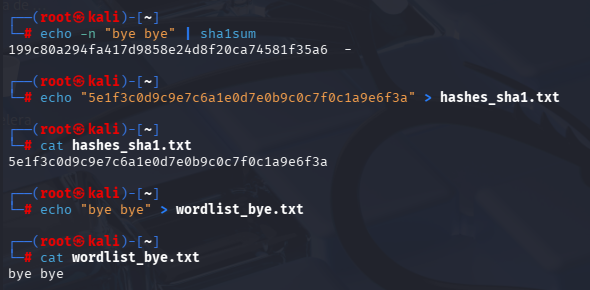 ┌──(root㉿kali)-[~]
└─# echo -n "bye bye" | sha1sum
199c80a294fa417d9858e24d8f20ca74581f35a6  -
┌──(root㉿kali)-[~]
└─# echo "5e1f3c0d9c9e7c6a1e0d7e0b9c0c7f0c1a9e6f3a" > hashes_sha1.txt
┌──(root㉿kali)-[~]
└─# cat hashes_sha1.txt
5e1f3c0d9c9e7c6a1e0d7e0b9c0c7f0c1a9e6f3a
┌──(root㉿kali)-[~]
└─# echo "bye bye" > wordlist_bye.txt
┌──(root㉿kali)-[~]
└─# cat wordlist_bye.txt
bye bye